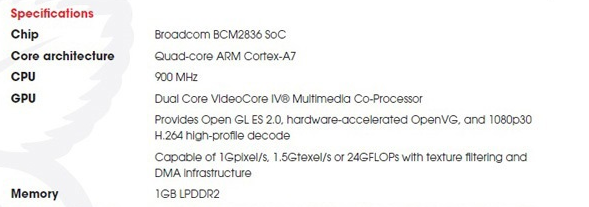 Specifications
Chip Broadcom BCM2836 SoC
Core architecture Quad-core ARM Cortex-A7
CPU 900 MHz
GPU Dual Core VideoCore IV® Multimedia Co-Processor
Provides Open GL ES 2.0, hardware-accelerated OpenVG, and 1080p30
H.264 high-profile decode
Capable of 1Gpixel/s, 1.5Gtexel/s or 24GFLOPs with texture filtering and
DMA infrastructure
Memory 1GB LPDDR2